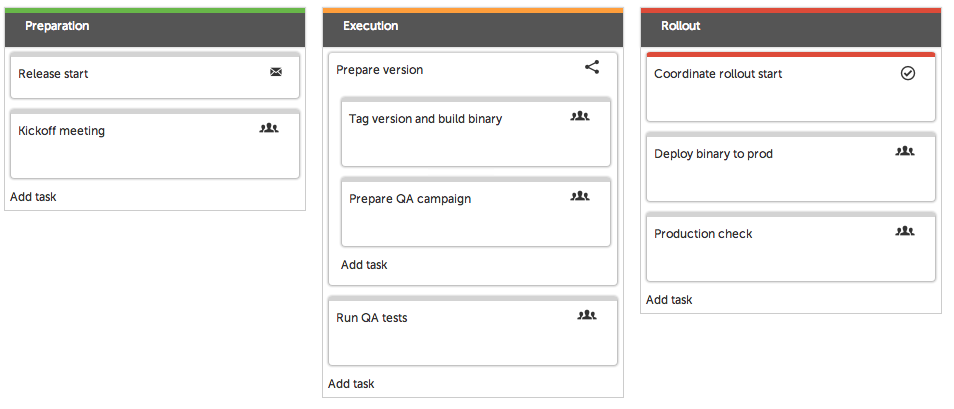 Preparation
Release start
Kickoff meeting
Add task
Execution
Prepare version
Tag version and build binary
Prepare QA campaign
Add task
Run QA tests
Add task
Rollout
Coordinate rollout start
Deploy binary to prod
Production check
Add task